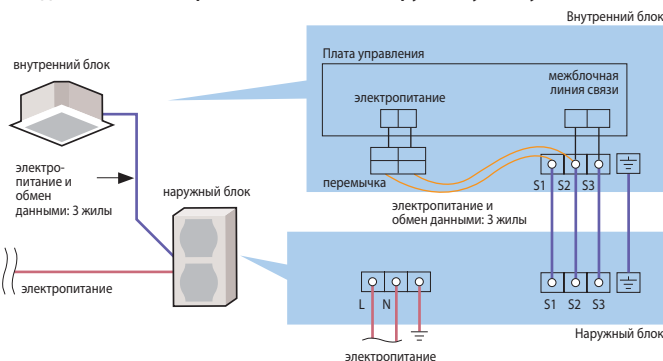 Внутренний блок
внутренний блок
электро-
питание и
обмен
данными: 3 жилы
наружный блок
электропитание
Плата управления
электропитание
межблочная
линия связи
перемычка
S1 S2 S3
электропитание и
обмен данными: 3 жилы
L N
S1 S2 S3
Наружный блок
электропитание